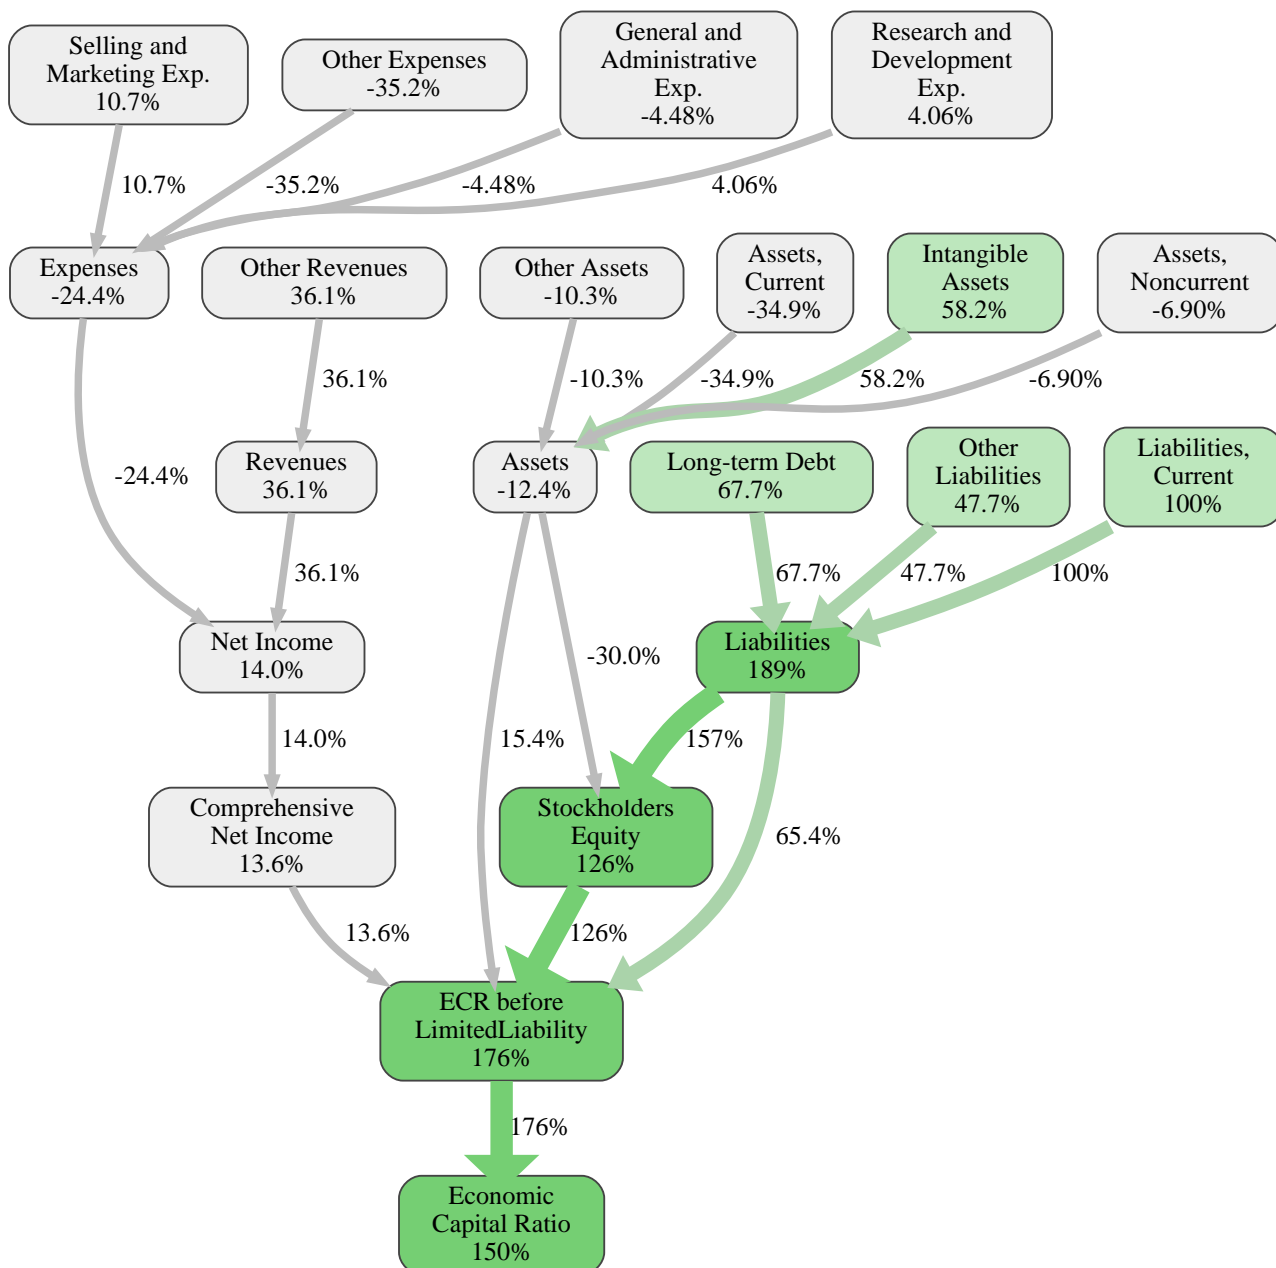 Selling and
Marketing Exp.
10.7%
Other Expenses
-35.2%
General and
Administrative
Exp.
-4.48%
Research and
Development
Exp.
4.06%
10.7%
-35.2%
-4.48%
4.06%
Expenses
-24.4%
Other Revenues
36.1%
Other Assets
-10.3%
Assets,
Current
-34.9%
Intangible
Assets
58.2%
Assets,
Noncurrent
-6.90%
36.1%
-10.3%
-34.9%
58.2%
-6.90%
-24.4%
Revenues
36.1%
Assets
-12.4%
Long-term Debt
67.7%
Other
Liabilities
47.7%
Liabilities,
Current
100%
36.1%
67.7%
47.7%
100%
Net Income
14.0%
-30.0%
Liabilities
189%
14.0%
15.4%
157%
Comprehensive
Net Income
13.6%
Stockholders
Equity
126%
65.4%
13.6%
126%
ECR before
LimitedLiability
176%
176%
Economic
Capital Ratio
150%